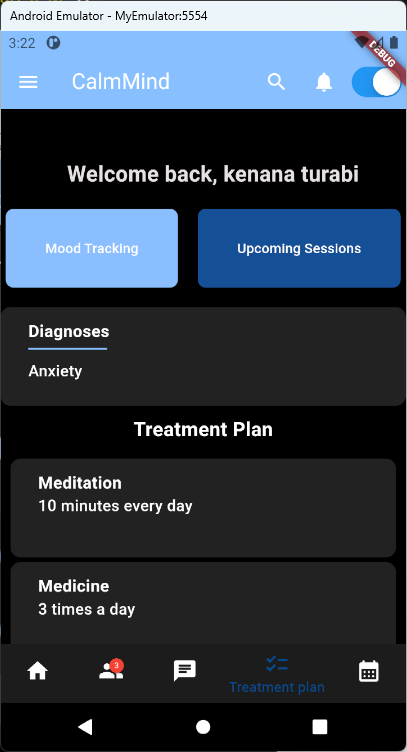 Android Emulator - MyEmulator:5554
3:22
DEBUG
CalmMind
Welcome back, kenana turabi
Mood Tracking
Upcoming Sessions
Diagnoses
Anxiety
Treatment Plan
Meditation
10 minutes every day
Medicine
3 times a day
3
Treatment plan